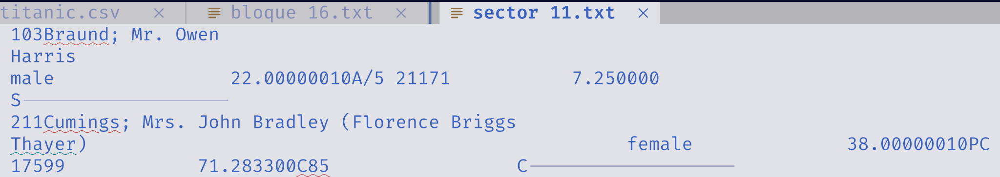 titanic.csv × bloque 16.txt × sector 11.txt ×
103Braund; Mr. Owen
Harris
male 22.00000010A/5 21171 7.250000
S
211Cumings; Mrs. John Bradley (Florence Briggs
Thayer) female 38.00000010PC
17599 71.283300C85 C